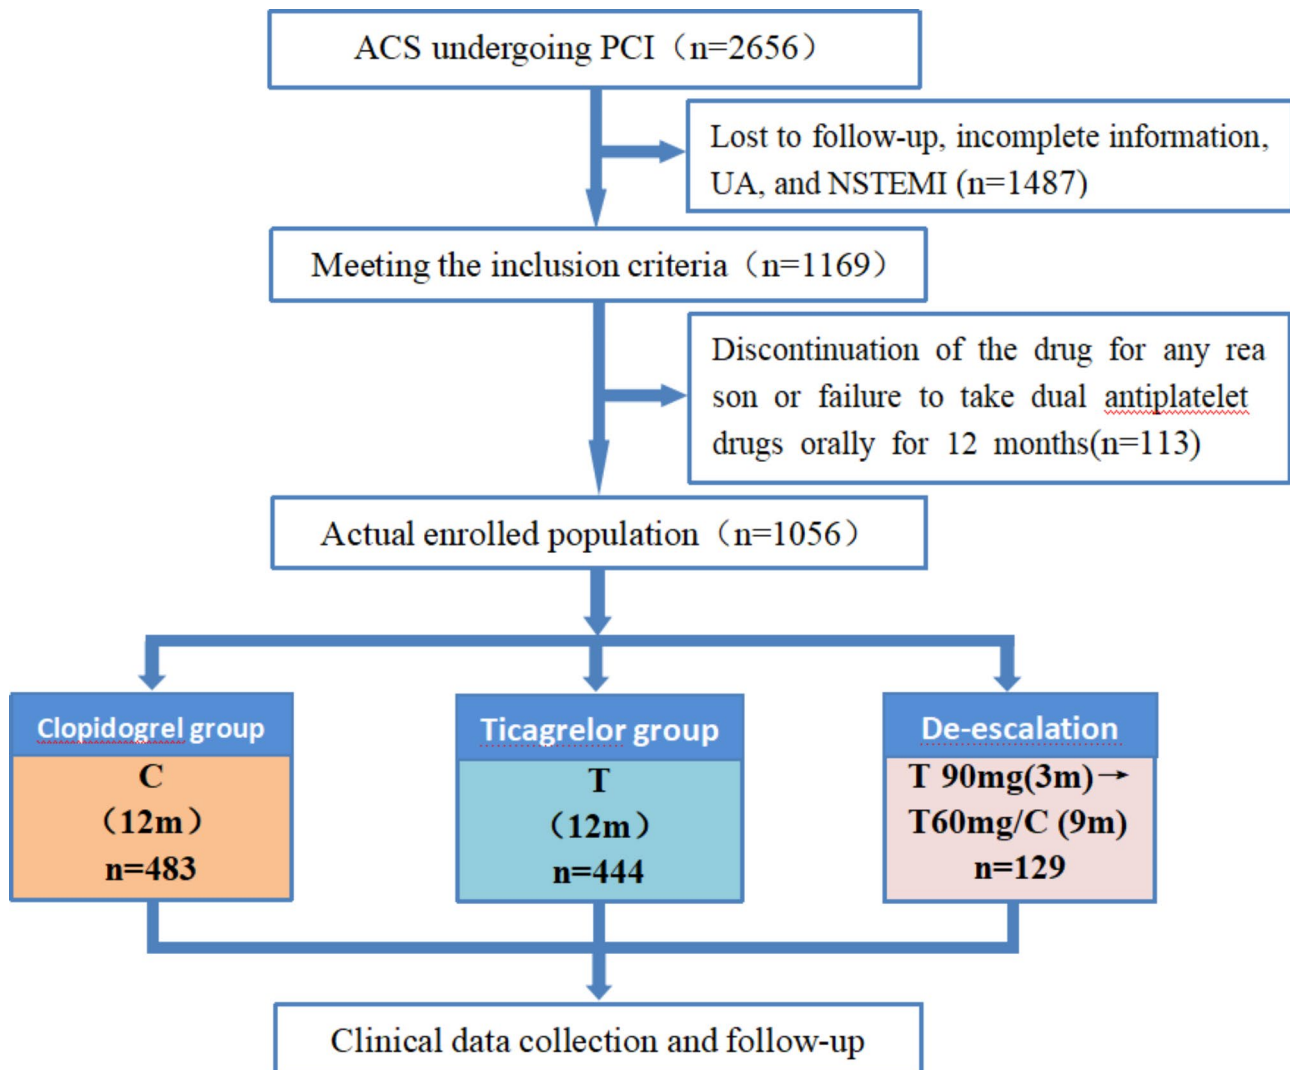 ACS undergoing PCI（n=2656）
Lost to follow-up, incomplete information,
UA, and NSTEMI (n=1487)
Meeting the inclusion criteria（n=1169）
Discontinuation of the drug for any rea
son or failure to take dual antiplatelet
drugs orally for 12 months(n=113)
Actual enrolled population（n=1056）
Clopidogrel group
C
（12m）
n=483
Ticagrelor group
T
（12m）
n=444
De-escalation
T 90mg(3m)→
T60mg/C (9m)
n=129
Clinical data collection and follow-up